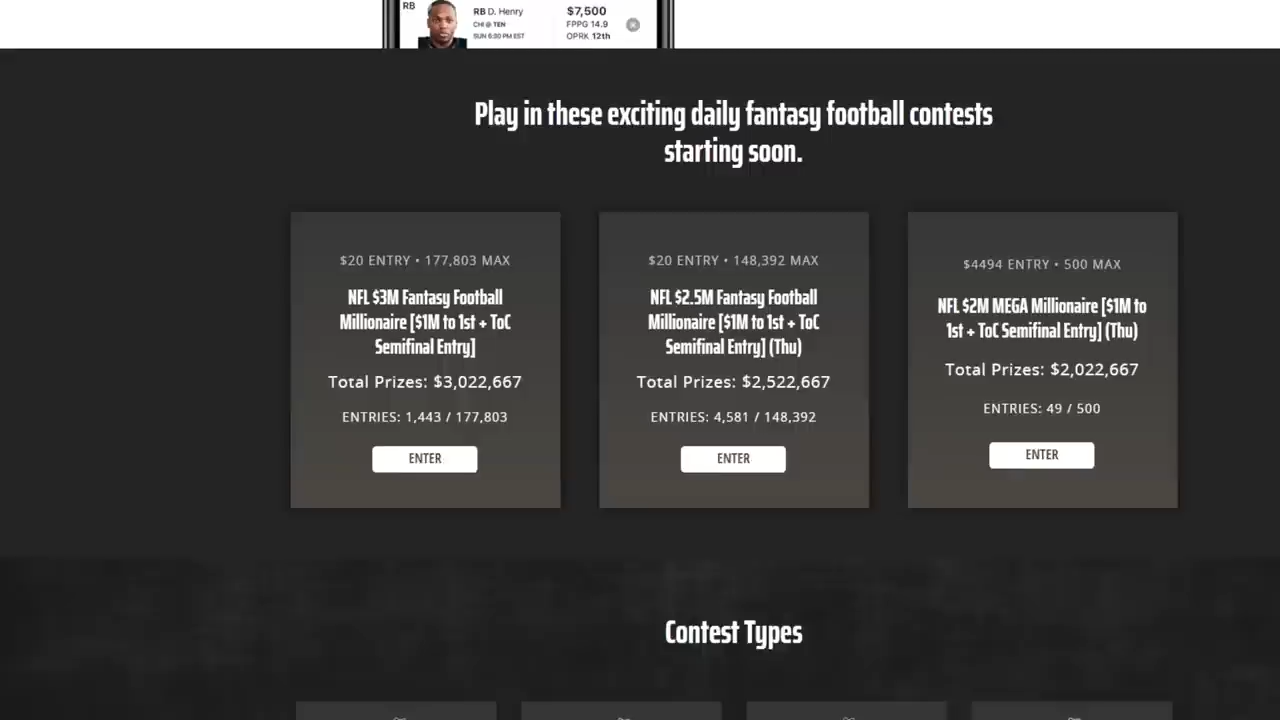 RB
RB D. Henry
$7,500
CHI @ TEN
FPPG 14.9
SUN 6:00 PM EST
OPRK 12th
Play in these exciting daily fantasy football contests
starting soon.
$20 ENTRY • 177,803 MAX
NFL $3M Fantasy Football
Millionaire [$1M to 1st + ToC
Semifinal Entry]
Total Prizes: $3,022,667
ENTRIES: 1,443 / 177,803
ENTER
$20 ENTRY • 148,392 MAX
NFL $2.5M Fantasy Football
Millionaire [$1M to 1st + ToC
Semifinal Entry] (Thu)
Total Prizes: $2,522,667
ENTRIES: 4,581 / 148,392
ENTER
$4494 ENTRY • 500 MAX
NFL $2M MEGA Millionaire [$1M to
1st + ToC Semifinal Entry] (Thu)
Total Prizes: $2,022,667
ENTRIES: 49 / 500
ENTER
Contest Types